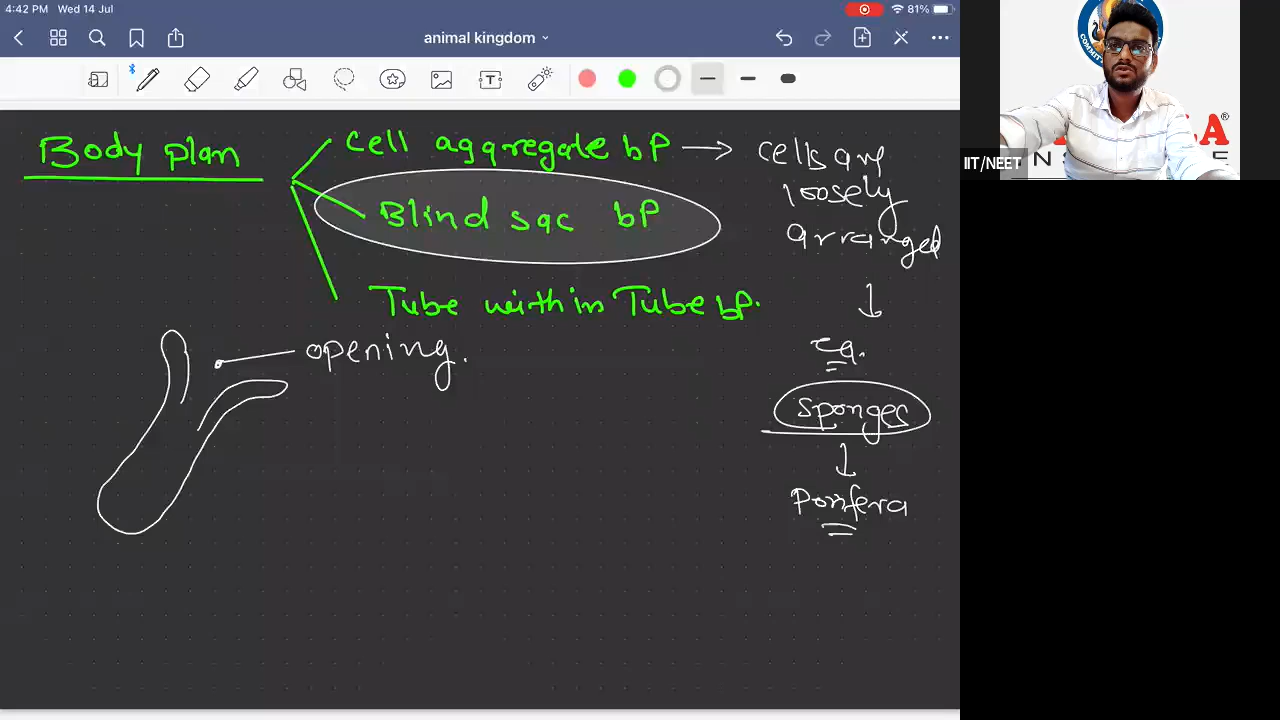 4:42 PM Wed 14 Jul
81%
animal kingdom
Body plan
Cell aggregate bP → cells are
loosely
arranged
Blind sac bP
Tube within Tube bP.
opening.
eg.
Sponges
Porifera
IIT/NEET
A®